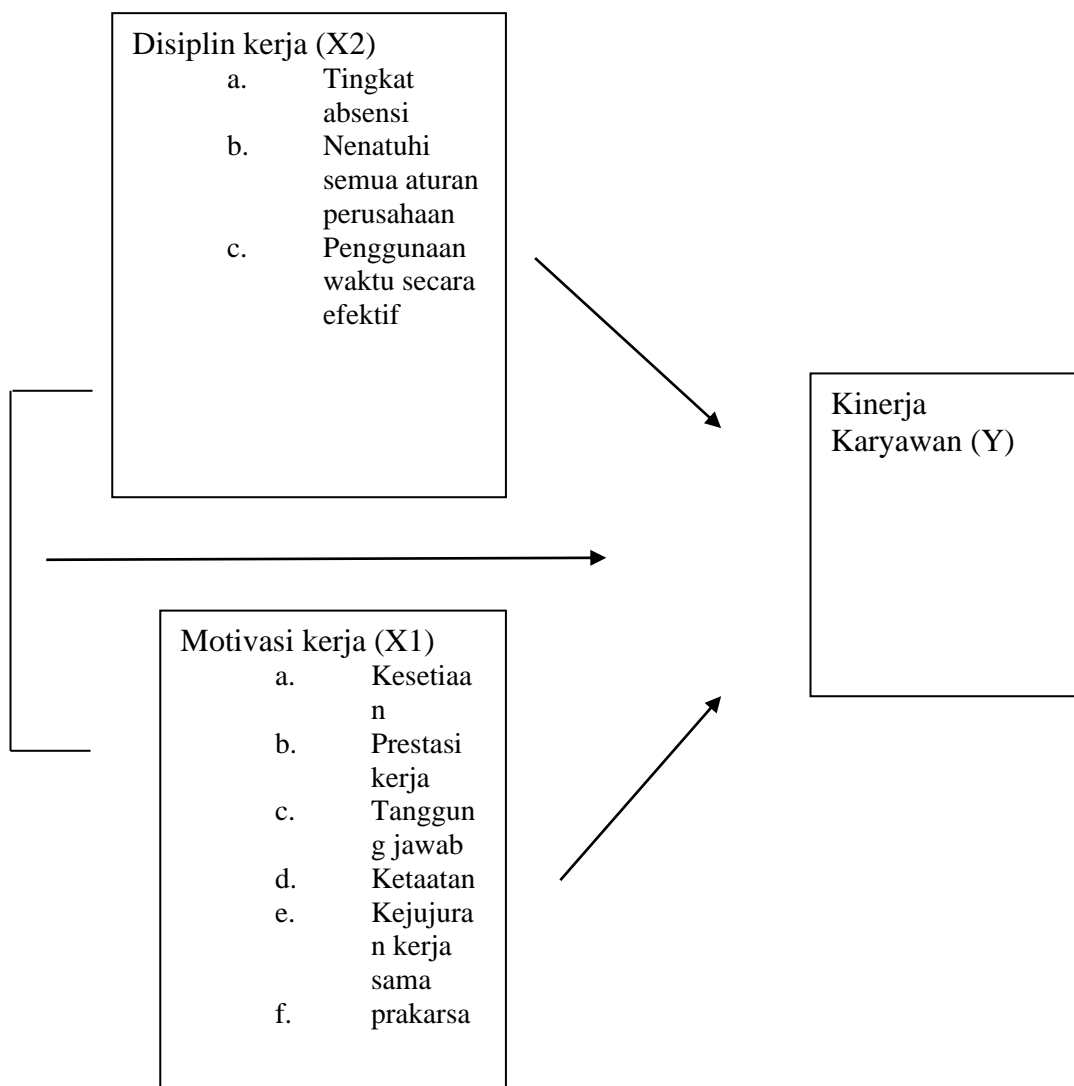 Disiplin kerja (X2)
a. Tingkat
absensi
b. Nenatuhi
semua aturan
perusahaan
c. Penggunaan
waktu secara
efektif
Kinerja
Karyawan (Y)
Motivasi kerja (X1)
a. Kesetiaa
n
b. Prestasi
kerja
c. Tanggun
g jawab
d. Ketaatan
e. Kejujura
n kerja
sama
f. prakarsa